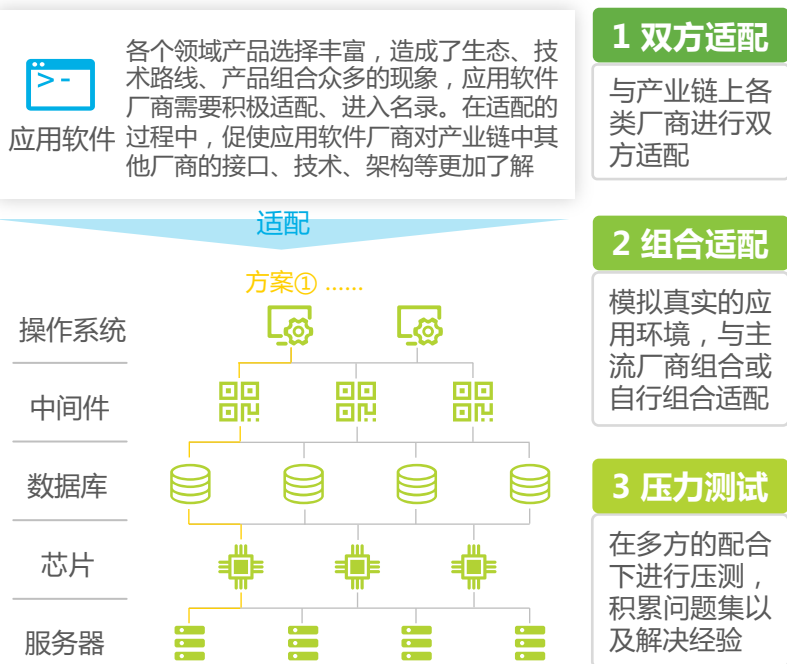 各个领域产品选择丰富，造成了生态、技
术路线、产品组合众多的现象，应用软件
厂商需要积极适配、进入名录。在适配的
过程中，促使应用软件厂商对产业链中其
他厂商的接口、技术、架构等更加了解
>-
应用软件
适配
方案① ......
操作系统
中间件
数据库
芯片
服务器
1 双方适配
与产业链上各
类厂商进行双
方适配
2 组合适配
模拟真实的应
用环境，与主
流厂商组合或
自行组合适配
3 压力测试
在多方的配合
下进行压测，
积累问题集以
及解决经验